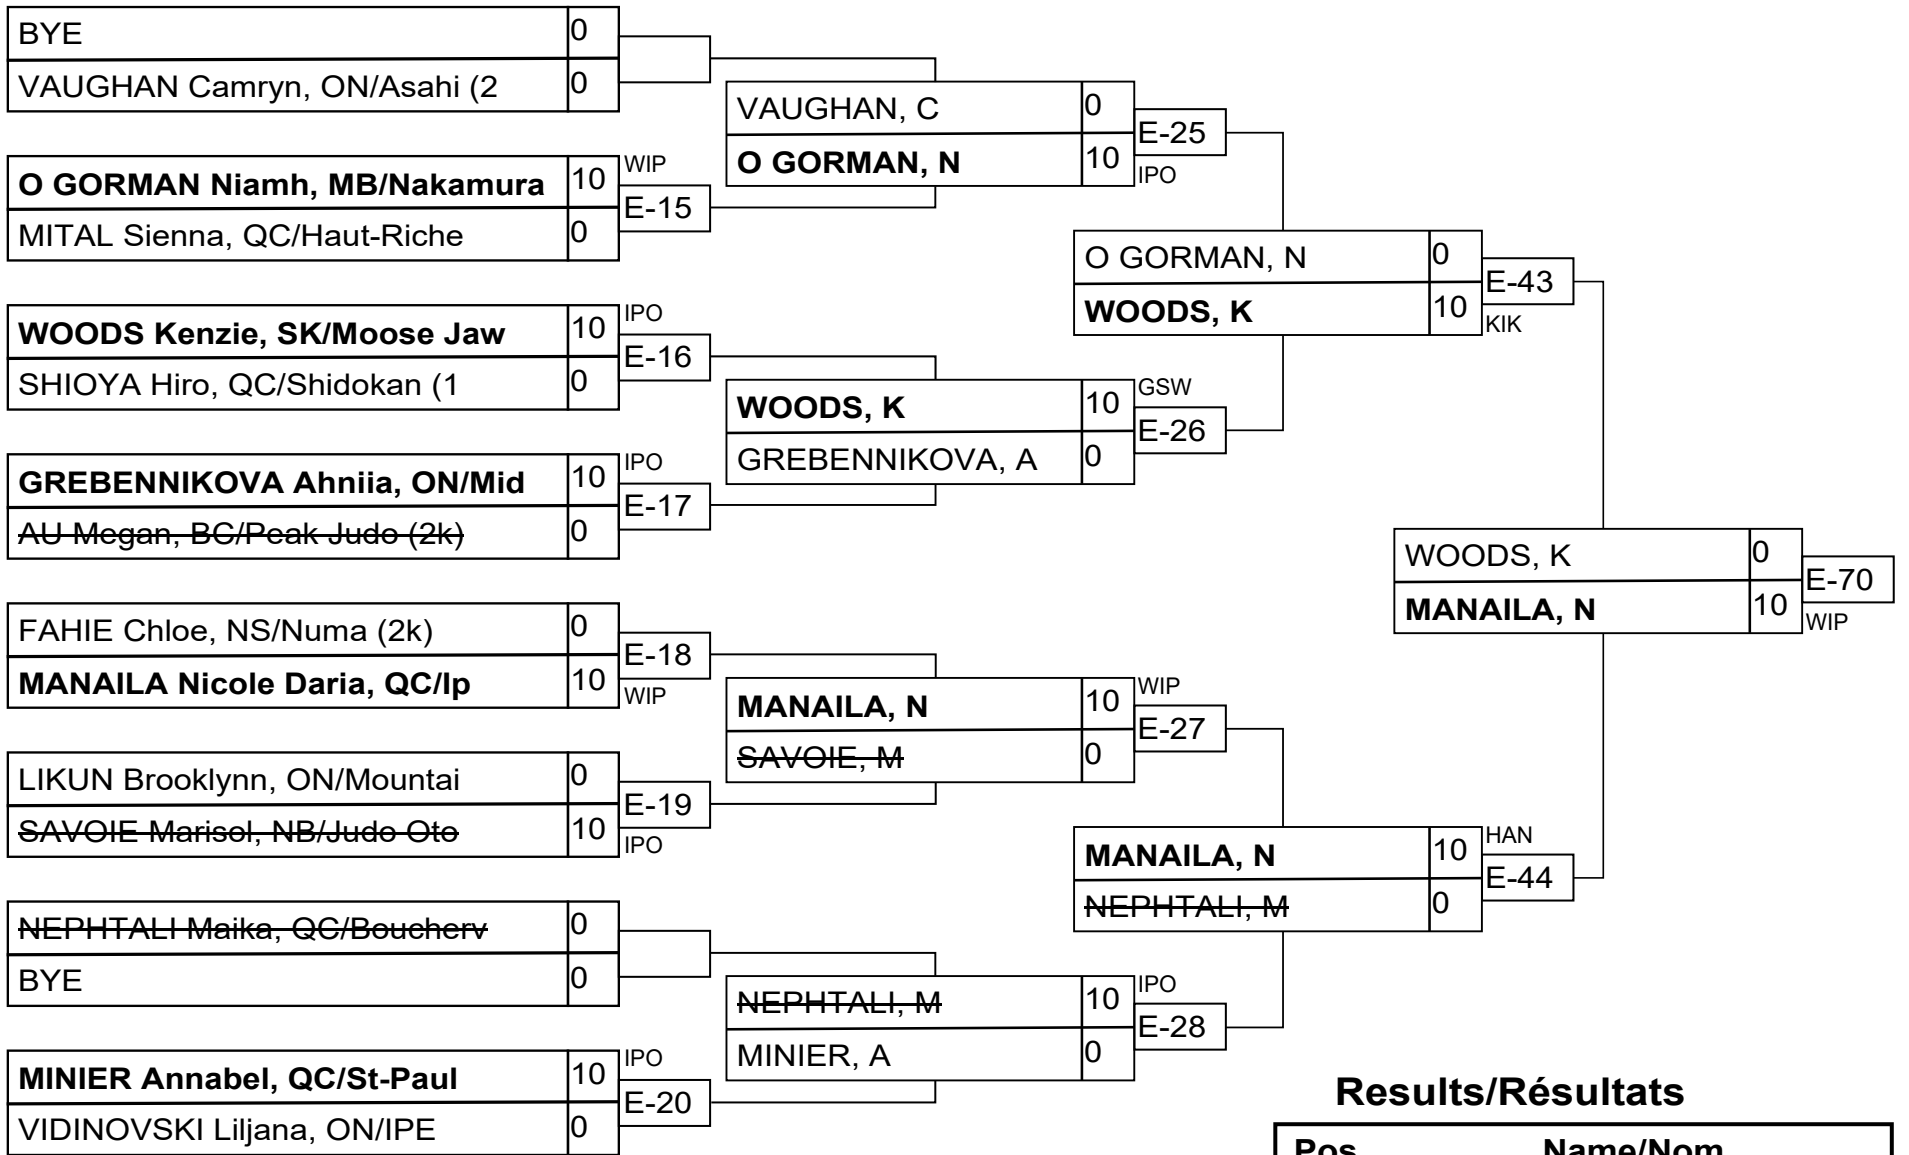 BYE 0
VAUGHAN Camryn, ON/Asahi (2 0
O GORMAN Niamh, MB/Nakamura 10 WIP
E-15
MITAL Sienna, QC/Haut-Riche 0
WOODS Kenzie, SK/Moose Jaw 10 IPO
E-16
SHIOYA Hiro, QC/Shidokan (1 0
GREBENNIKOVA Ahniia, ON/Mid 10 IPO
E-17
AU Megan, BC/Peak Judo (2k) 0
FAHIE Chloe, NS/Numa (2k) 0
E-18
MANAILA Nicole Daria, QC/Ip 10 WIP
LIKUN Brooklynn, ON/Mountai 0
E-19
SAVOIE Marisol, NB/Judo Oto 10 IPO
NEPHTALI Maika, QC/Boucherv 0
BYE 0
MINIER Annabel, QC/St-Paul 10 IPO
E-20
VIDINOVSKI Liljana, ON/IPE 0
VAUGHAN, C 0
E-25
O GORMAN, N 10 IPO
WOODS, K 10 GSW
E-26
GREBENNIKOVA, A 0
MANAILA, N 10 WIP
E-27
SAVOIE, M 0
NEPHTALI, M 10 IPO
E-28
MINIER, A 0
O GORMAN, N 0
E-43
WOODS, K 10 KIK
MANAILA, N 10 HAN
E-44
NEPHTALI, M 0
WOODS, K 0
E-70
MANAILA, N 10 WIP
Results/Résultats
Pos Name/Nom